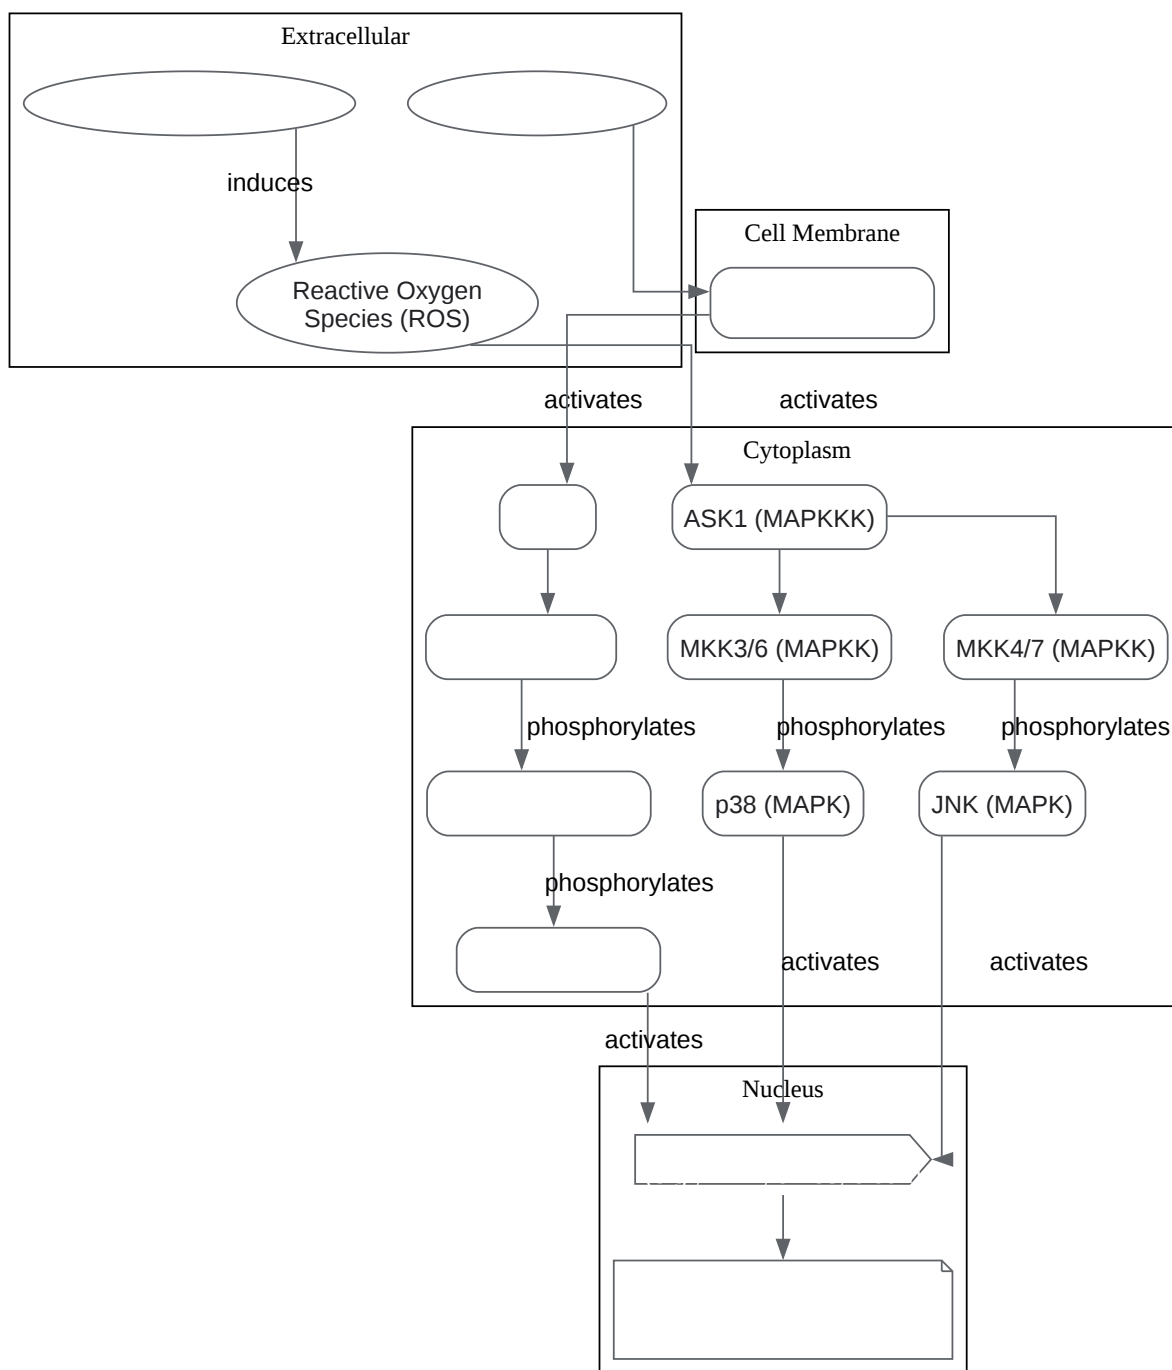 Extracellular
induces
Cell Membrane
Reactive Oxygen
Species (ROS)
activates
activates
Cytoplasm
ASK1 (MAPKKK)
MKK3/6 (MAPKK)
MKK4/7 (MAPKK)
phosphorylates
phosphorylates
phosphorylates
p38 (MAPK)
JNK (MAPK)
phosphorylates
activates
activates
activates
Nucleus